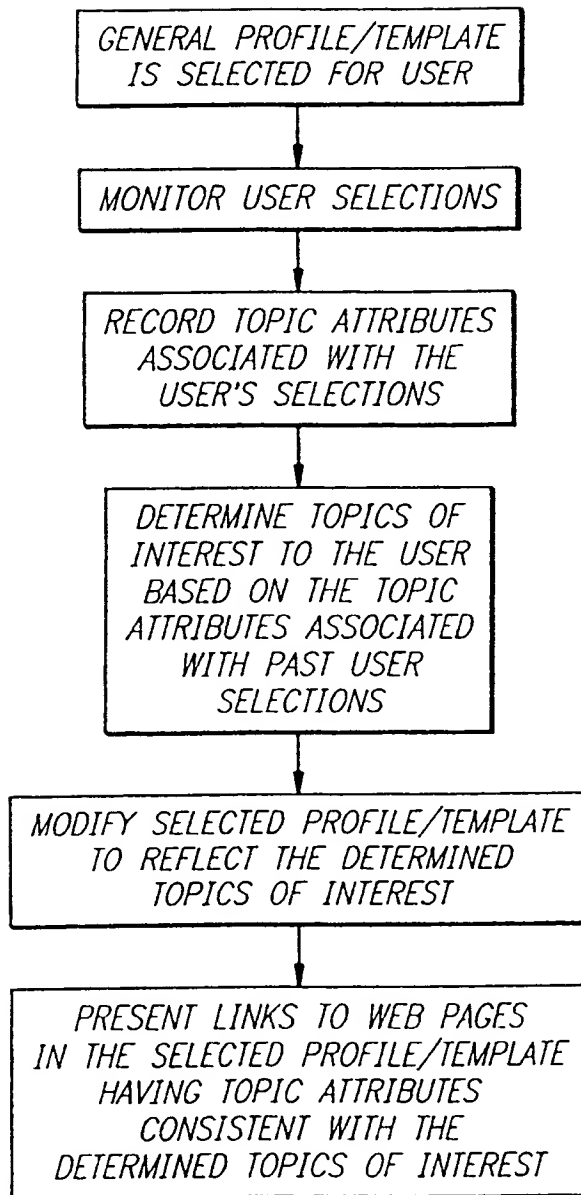 GENERAL PROFILE/TEMPLATE
IS SELECTED FOR USER
MONITOR USER SELECTIONS
RECORD TOPIC ATTRIBUTES
ASSOCIATED WITH THE
USER'S SELECTIONS
DETERMINE TOPICS OF
INTEREST TO THE USER
BASED ON THE TOPIC
ATTRIBUTES ASSOCIATED
WITH PAST USER
SELECTIONS
MODIFY SELECTED PROFILE/TEMPLATE
TO REFLECT THE DETERMINED
TOPICS OF INTEREST
PRESENT LINKS TO WEB PAGES
IN THE SELECTED PROFILE/TEMPLATE
HAVING TOPIC ATTRIBUTES
CONSISTENT WITH THE
DETERMINED TOPICS OF INTEREST